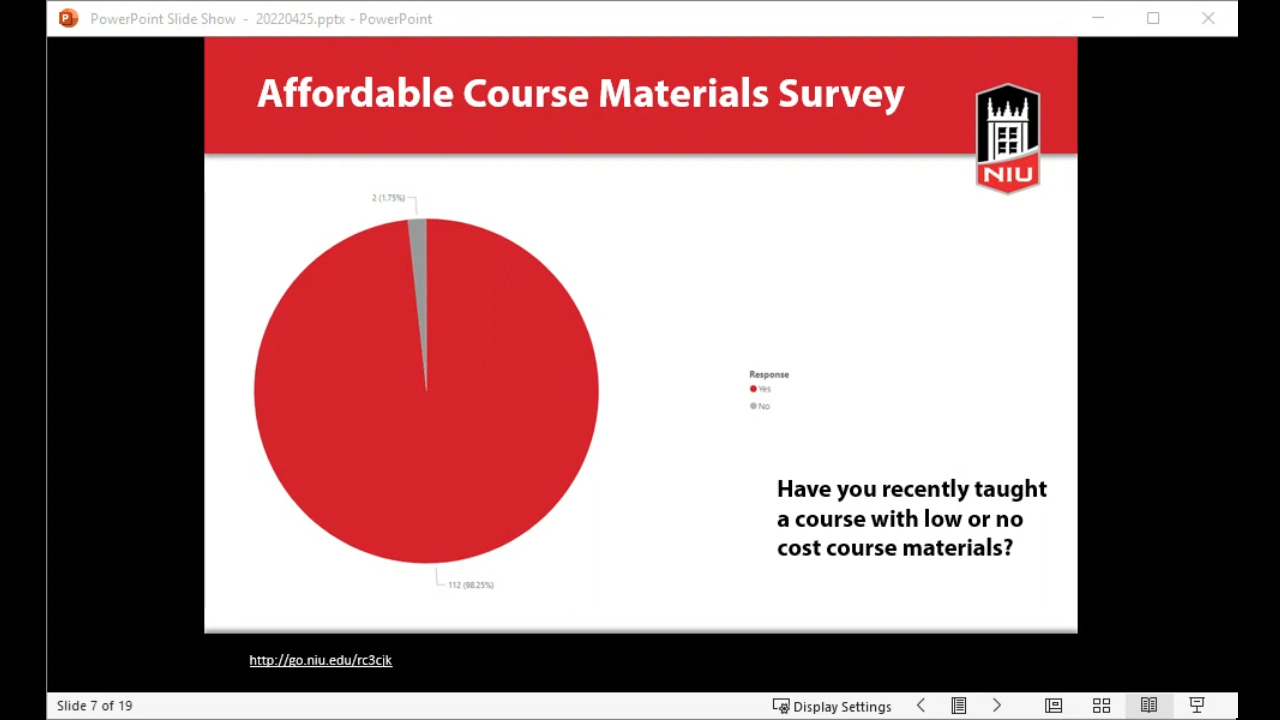 PowerPoint Slide Show - 20220425.pptx - PowerPoint
Affordable Course Materials Survey
NIU
2 (1.75%)
Response
Yes
No
Have you recently taught
a course with low or no
cost course materials?
112 (98.25%)
http://go.niu.edu/rc3cjk
Slide 7 of 19
Display Settings